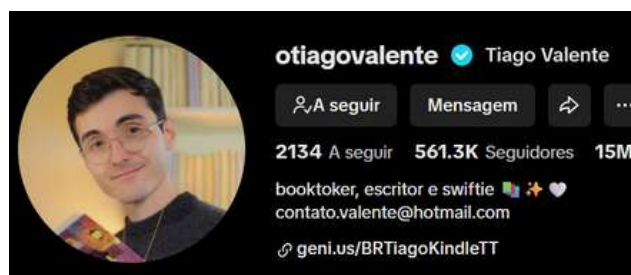 otiagovalente Tiago Valente
A seguir Mensagem ...
2134 A seguir 561.3K Seguidores 15M
booktoker, escritor e swiftie 📚✨🤍
contato.valente@hotmail.com
geni.us/BRTiagoKindleTT